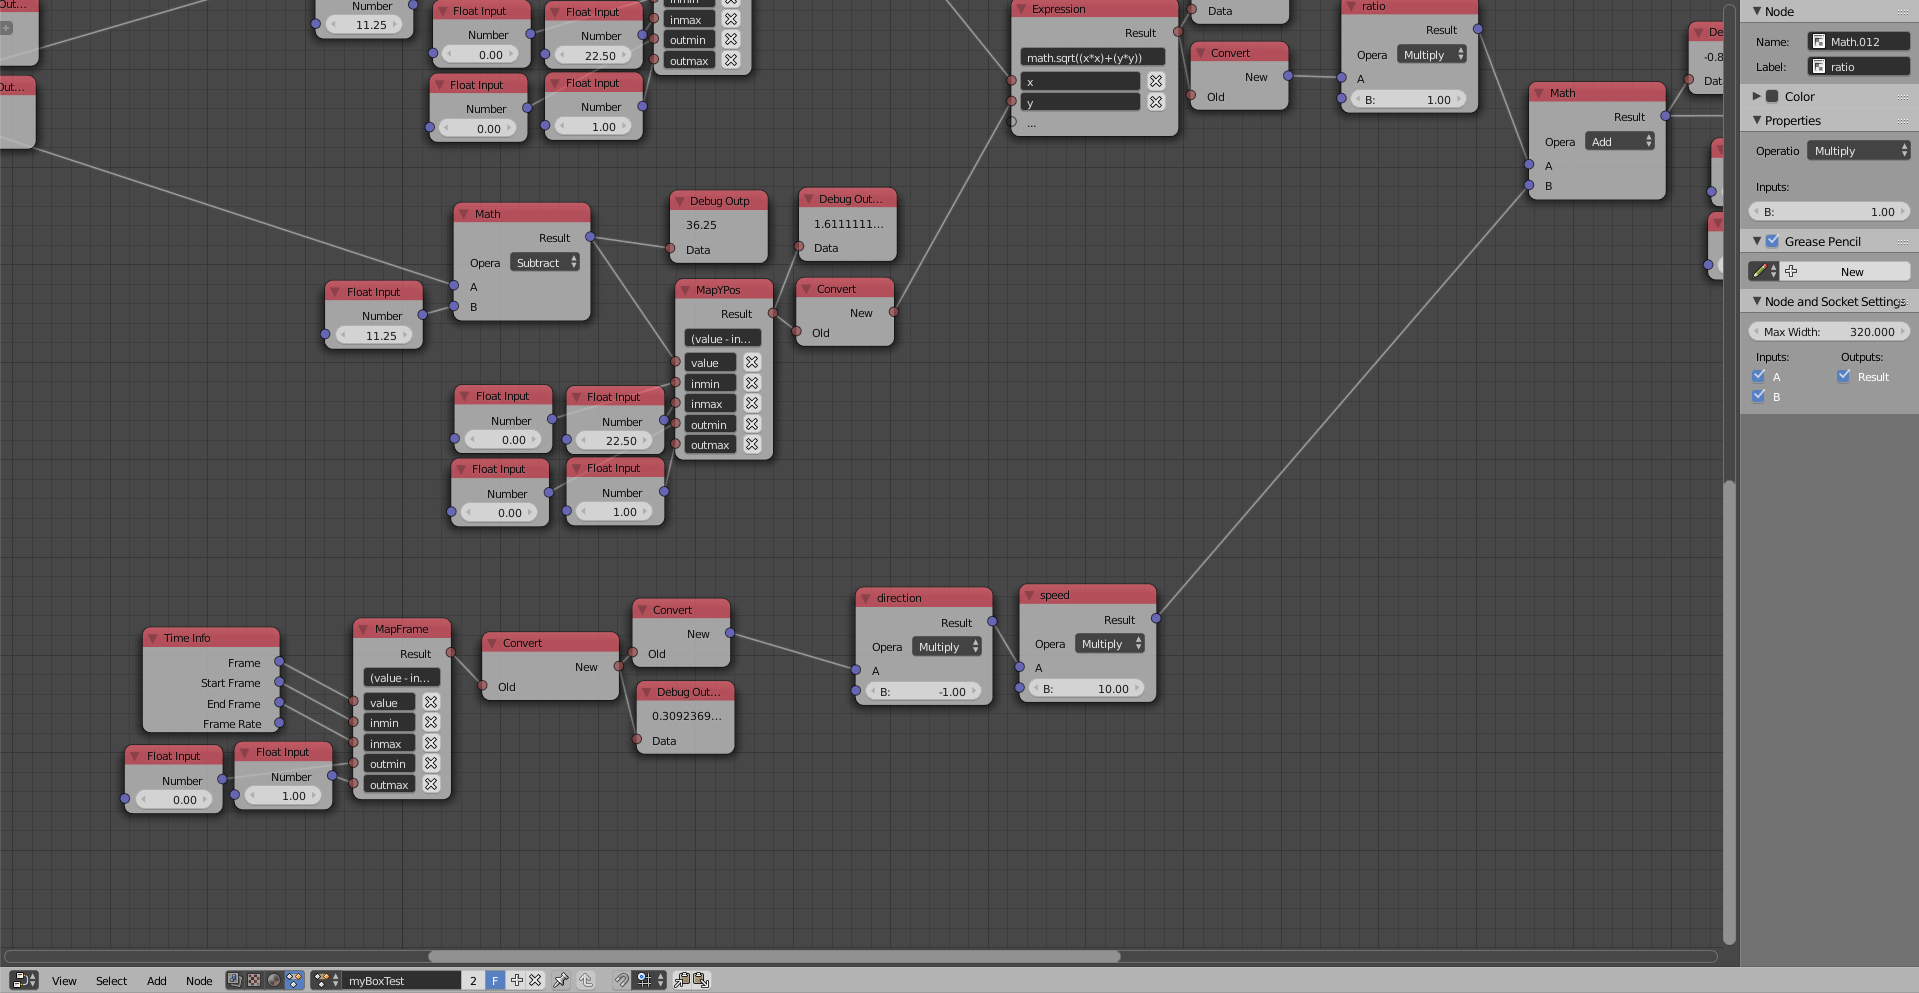 Number
11.25
Float Input
Number
0.00
Float Input
Number
22.50
inmax
outmin
outmax
Float Input
Number
0.00
Float Input
Number
1.00
Expression
Result
math.sqrt((x*x)+(y*y))
x
y
...
Data
Convert
New
Old
ratio
Result
Opera Multiply
A
B: 1.00
Math
Result
Opera Add
A
B
De
-0.8
Dat
Out...
Math
Result
Opera Subtract
A
B
Float Input
Number
11.25
Debug Outp
36.25
Data
Debug Out...
1.6111111...
Data
MapYPos
Result
(value - in...
value
inmin
inmax
outmin
outmax
Convert
New
Old
Float Input
Number
0.00
Float Input
Number
22.50
Float Input
Number
0.00
Float Input
Number
1.00
Time Info
Frame
Start Frame
End Frame
Frame Rate
Float Input
Number
0.00
Float Input
Number
1.00
MapFrame
Result
(value - in...
value
inmin
inmax
outmin
outmax
Convert
New
Old
Convert
New
Old
Debug Out...
0.3092369...
Data
direction
Result
Opera Multiply
A
B: -1.00
speed
Result
Opera Multiply
A
B: 10.00
Node
Name: Math.012
Label: ratio
Color
Properties
Operatio Multiply
Inputs:
B: 1.00
Grease Pencil
New
Node and Socket Settings
Max Width: 320.000
Inputs: Outputs:
A Result
B
View Select Add Node myBoxTest 2 F